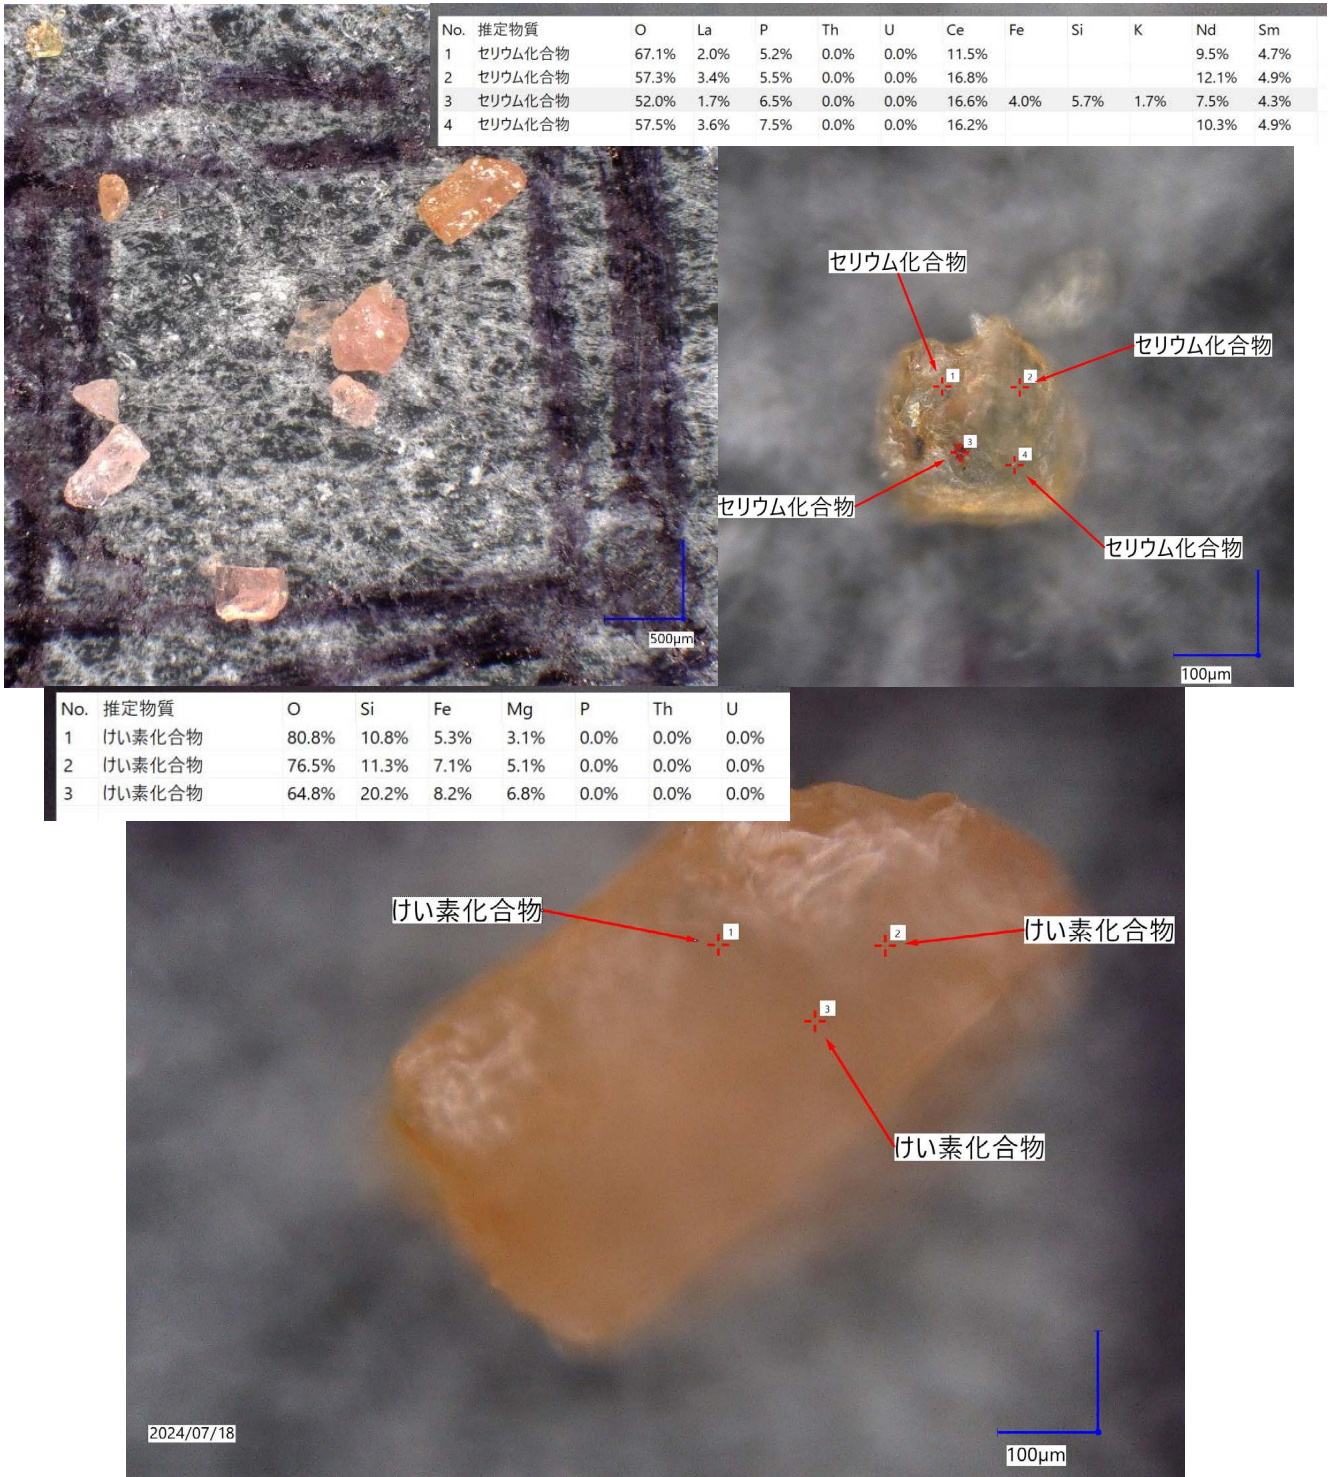 No. 推定物質 O La P Th U Ce Fe Si K Nd Sm
1 セリウム化合物 67.1% 2.0% 5.2% 0.0% 0.0% 11.5% 9.5% 4.7%
2 セリウム化合物 57.3% 3.4% 5.5% 0.0% 0.0% 16.8% 12.1% 4.9%
3 セリウム化合物 52.0% 1.7% 6.5% 0.0% 0.0% 16.6% 4.0% 5.7% 1.7% 7.5% 4.3%
4 セリウム化合物 57.5% 3.6% 7.5% 0.0% 0.0% 16.2% 10.3% 4.9%
500μm
セリウム化合物
セリウム化合物
1
2
3
4
セリウム化合物
セリウム化合物
100μm
No. 推定物質 O Si Fe Mg P Th U
1 けい素化合物 80.8% 10.8% 5.3% 3.1% 0.0% 0.0% 0.0%
2 けい素化合物 76.5% 11.3% 7.1% 5.1% 0.0% 0.0% 0.0%
3 けい素化合物 64.8% 20.2% 8.2% 6.8% 0.0% 0.0% 0.0%
けい素化合物
1
2
けい素化合物
3
けい素化合物
2024/07/18
100μm